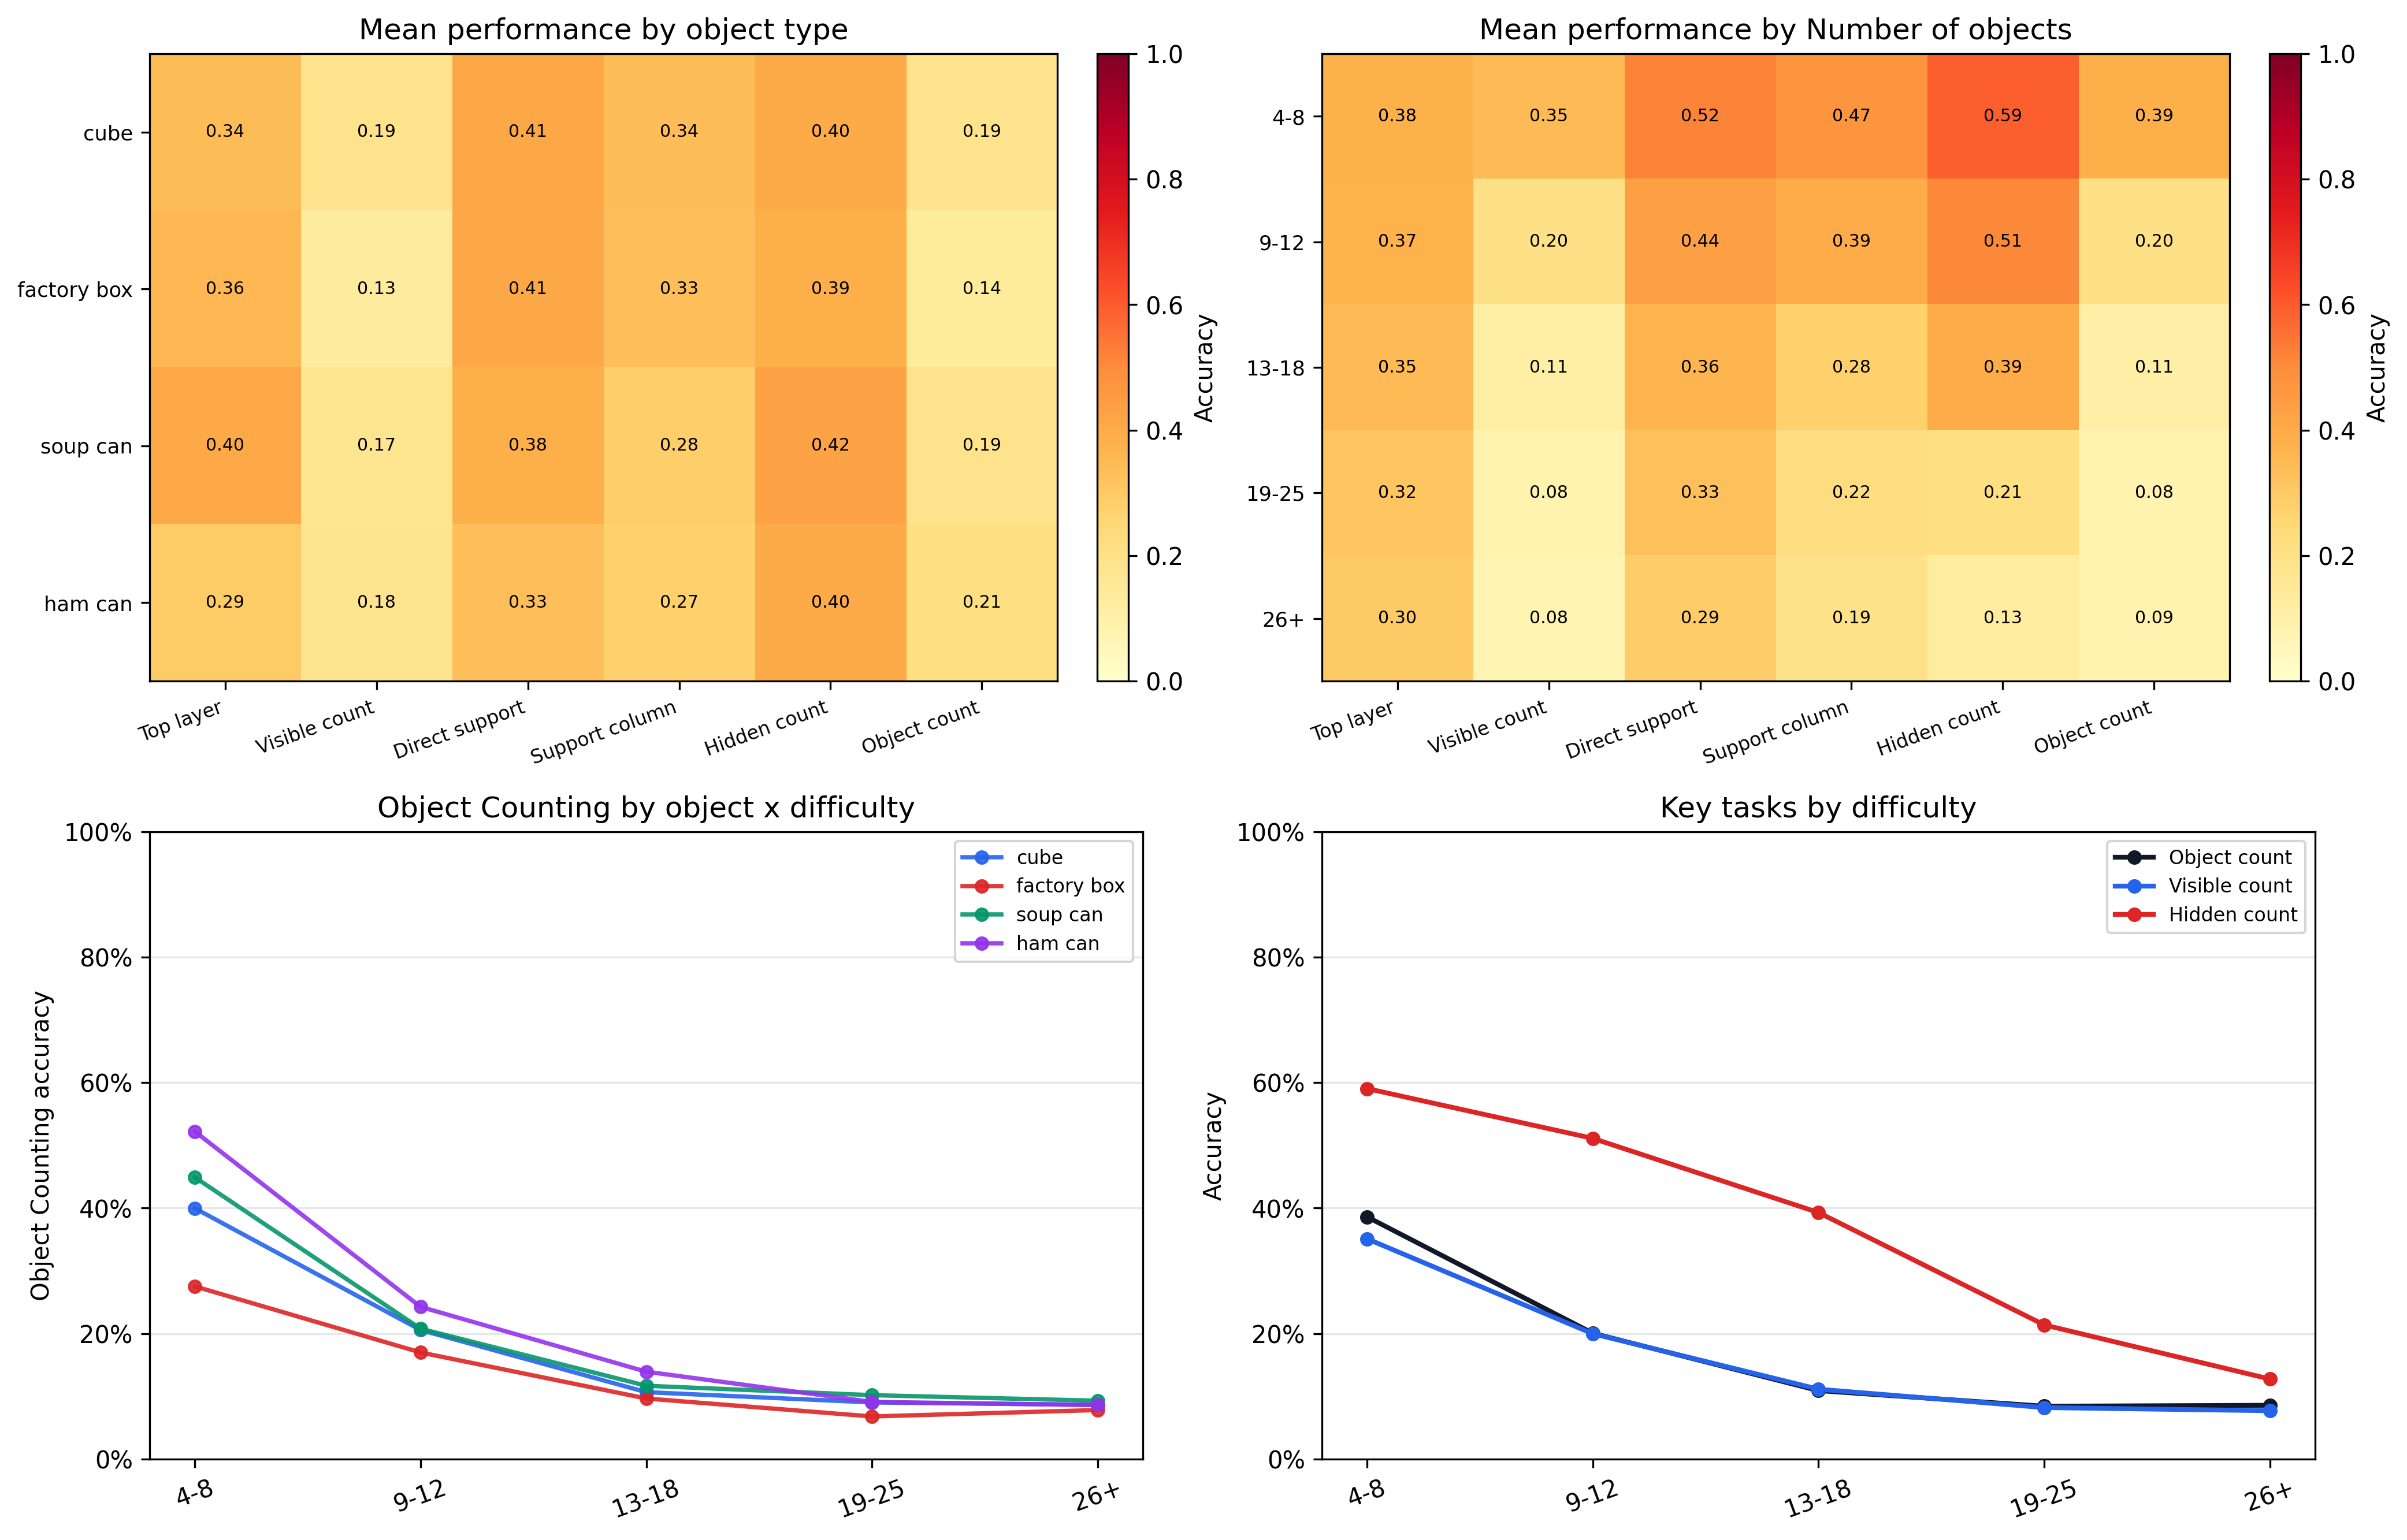 Mean performance by object type
cube 0.34 0.19 0.41 0.34 0.40 0.19
factory box 0.36 0.13 0.41 0.33 0.39 0.14
soup can 0.40 0.17 0.38 0.28 0.42 0.19
ham can 0.29 0.18 0.33 0.27 0.40 0.21
Top layer Visible count Direct support Support column Hidden count Object count
1.0
0.8
0.6
0.4
0.2
0.0
Accuracy
Mean performance by Number of objects
4-8 0.38 0.35 0.52 0.47 0.59 0.39
9-12 0.37 0.20 0.44 0.39 0.51 0.20
13-18 0.35 0.11 0.36 0.28 0.39 0.11
19-25 0.32 0.08 0.33 0.22 0.21 0.08
26+ 0.30 0.08 0.29 0.19 0.13 0.09
Top layer Visible count Direct support Support column Hidden count Object count
1.0
0.8
0.6
0.4
0.2
0.0
Accuracy
Object Counting by object x difficulty
Object Counting accuracy
100%
80%
60%
40%
20%
0%
cube
factory box
soup can
ham can
4-8 9-12 13-18 19-25 26+
Key tasks by difficulty
Accuracy
100%
80%
60%
40%
20%
0%
Object count
Visible count
Hidden count
4-8 9-12 13-18 19-25 26+